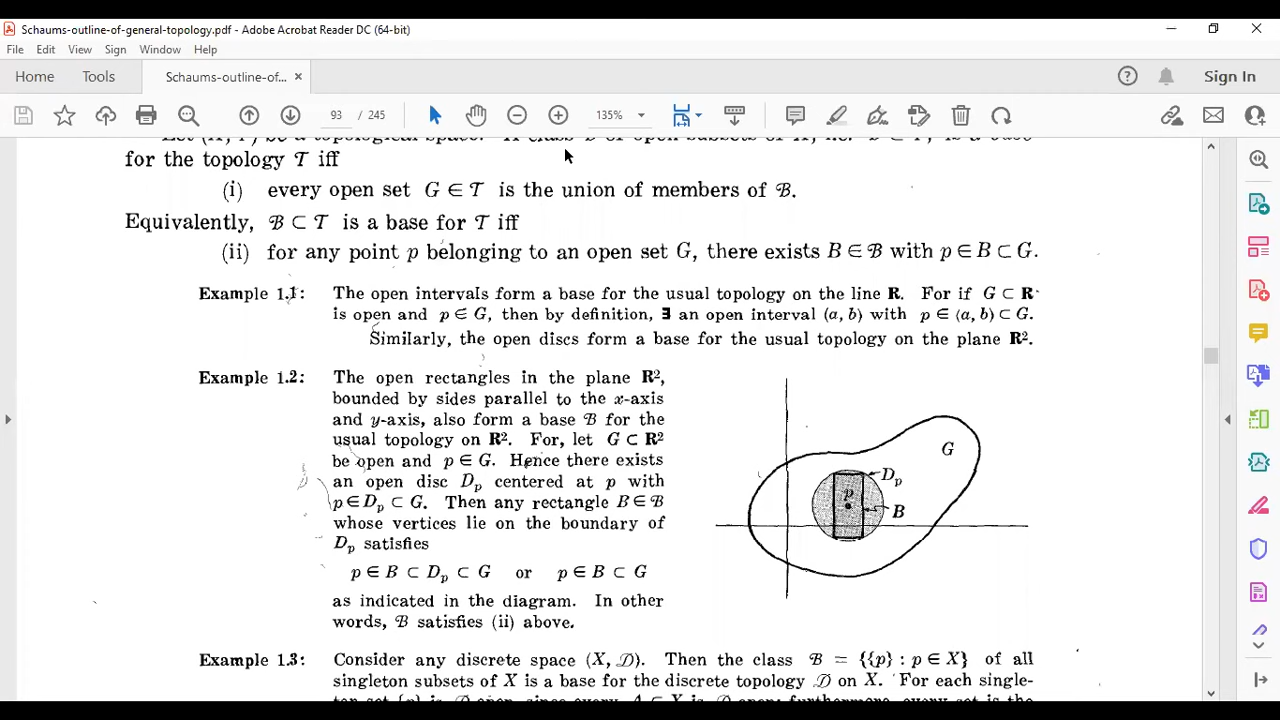 Schaums-outline-of-general-topology.pdf - Adobe Acrobat Reader DC (64-bit)
File Edit View Sign Window Help
Home Tools Schaums-outline-of... × Sign In
93 / 245 135%
for the topology 𝒯 iff
(i) every open set G ∈ 𝒯 is the union of members of ℬ.
Equivalently, ℬ ⊂ 𝒯 is a base for 𝒯 iff
(ii) for any point p belonging to an open set G, there exists B ∈ ℬ with p ∈ B ⊂ G.
Example 1.1: The open intervals form a base for the usual topology on the line R. For if G ⊂ R
is open and p ∈ G, then by definition, ∃ an open interval (a, b) with p ∈ (a, b) ⊂ G.
Similarly, the open discs form a base for the usual topology on the plane R².
Example 1.2: The open rectangles in the plane R²,
bounded by sides parallel to the x-axis
and y-axis, also form a base ℬ for the
usual topology on R². For, let G ⊂ R²
be open and p ∈ G. Hence there exists
an open disc Dₚ centered at p with
p ∈ Dₚ ⊂ G. Then any rectangle B ∈ ℬ
whose vertices lie on the boundary of
Dₚ satisfies
p ∈ B ⊂ Dₚ ⊂ G or p ∈ B ⊂ G
as indicated in the diagram. In other
words, ℬ satisfies (ii) above.
G
Dₚ
p
B
Example 1.3: Consider any discrete space (X, 𝒟). Then the class ℬ = {{p} : p ∈ X} of all
singleton subsets of X is a base for the discrete topology 𝒟 on X. For each single-